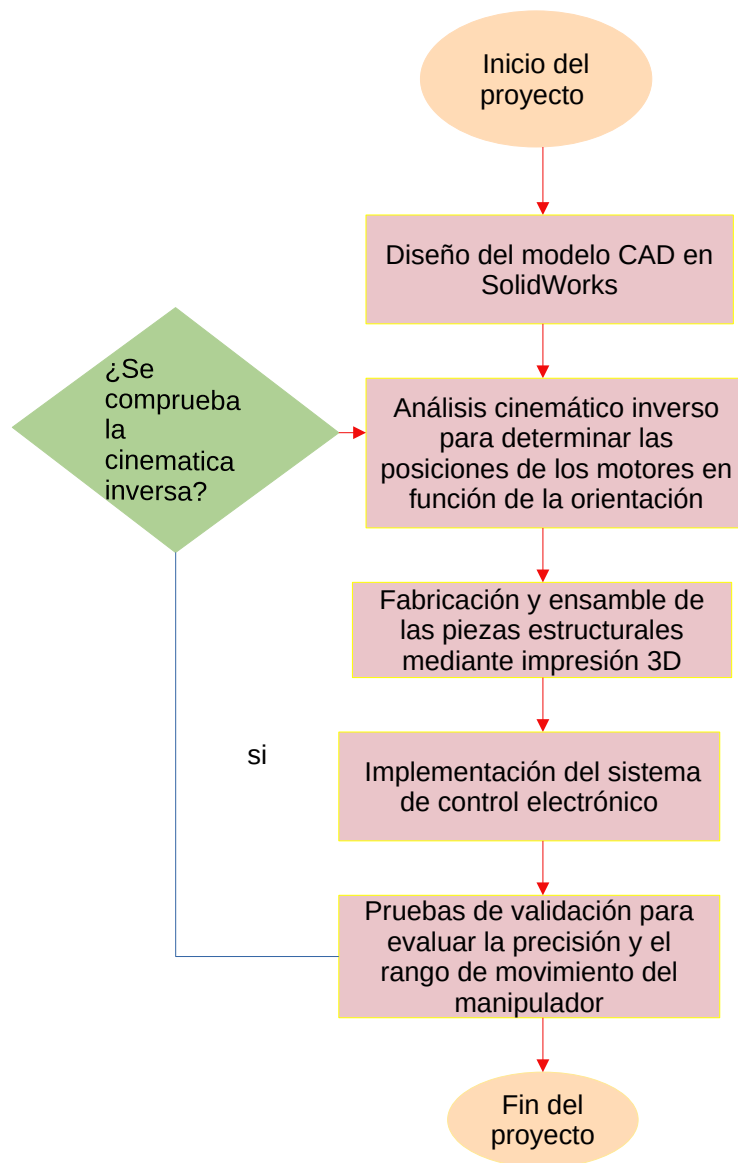 Inicio del
proyecto
Diseño del modelo CAD en
SolidWorks
¿Se
comprueba
la
cinematica
inversa?
Análisis cinemático inverso
para determinar las
posiciones de los motores en
función de la orientación
Fabricación y ensamble de
las piezas estructurales
mediante impresión 3D
si
Implementación del sistema
de control electrónico
Pruebas de validación para
evaluar la precisión y el
rango de movimiento del
manipulador
Fin del
proyecto